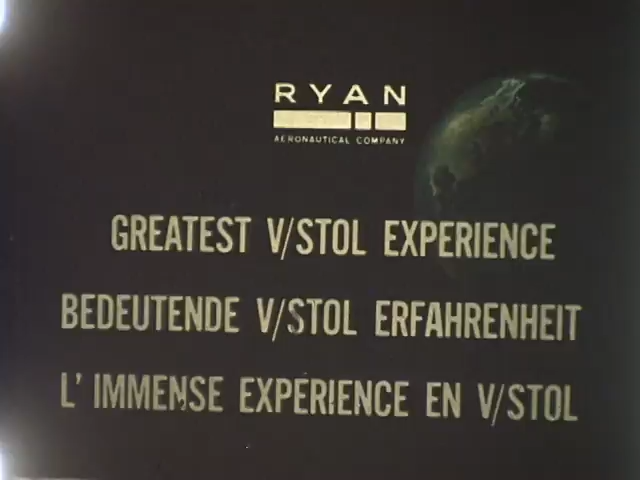 RYAN
AERONAUTICAL COMPANY
GREATEST V/STOL EXPERIENCE
BEDEUTENDE V/STOL ERFAHRENHEIT
L' IMMENSE EXPERIENCE EN V/STOL